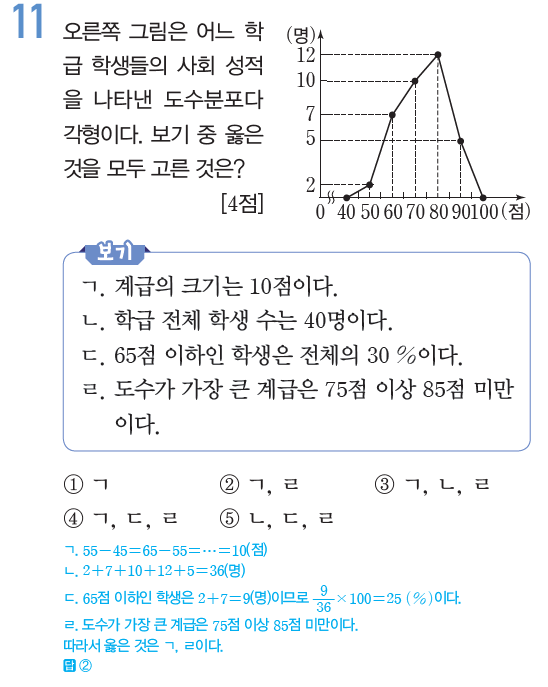 11
오른쪽 그림은 어느 학
급 학생들의 사회 성적
을 나타낸 도수분포다
각형이다. 보기 중 옳은
것을 모두 고른 것은?
[4점]
(명)
12
10
7
5
2
0 40 50 60 70 80 90100(점)
보기
ㄱ. 계급의 크기는 10점이다.
ㄴ. 학급 전체 학생 수는 40명이다.
ㄷ. 65점 이하인 학생은 전체의 30 %이다.
ㄹ. 도수가 가장 큰 계급은 75점 이상 85점 미만
이다.
① ㄱ ② ㄱ, ㄹ ③ ㄱ, ㄴ, ㄹ
④ ㄱ, ㄷ, ㄹ ⑤ ㄴ, ㄷ, ㄹ
ㄱ. 55-45=65-55=⋯=10(점)
ㄴ. 2+7+10+12+5=36(명)
ㄷ. 65점 이하인 학생은 2+7=9(명)이므로 9/36×100=25 (%)이다.
ㄹ. 도수가 가장 큰 계급은 75점 이상 85점 미만이다.
따라서 옳은 것은 ㄱ, ㄹ이다.
답 ②